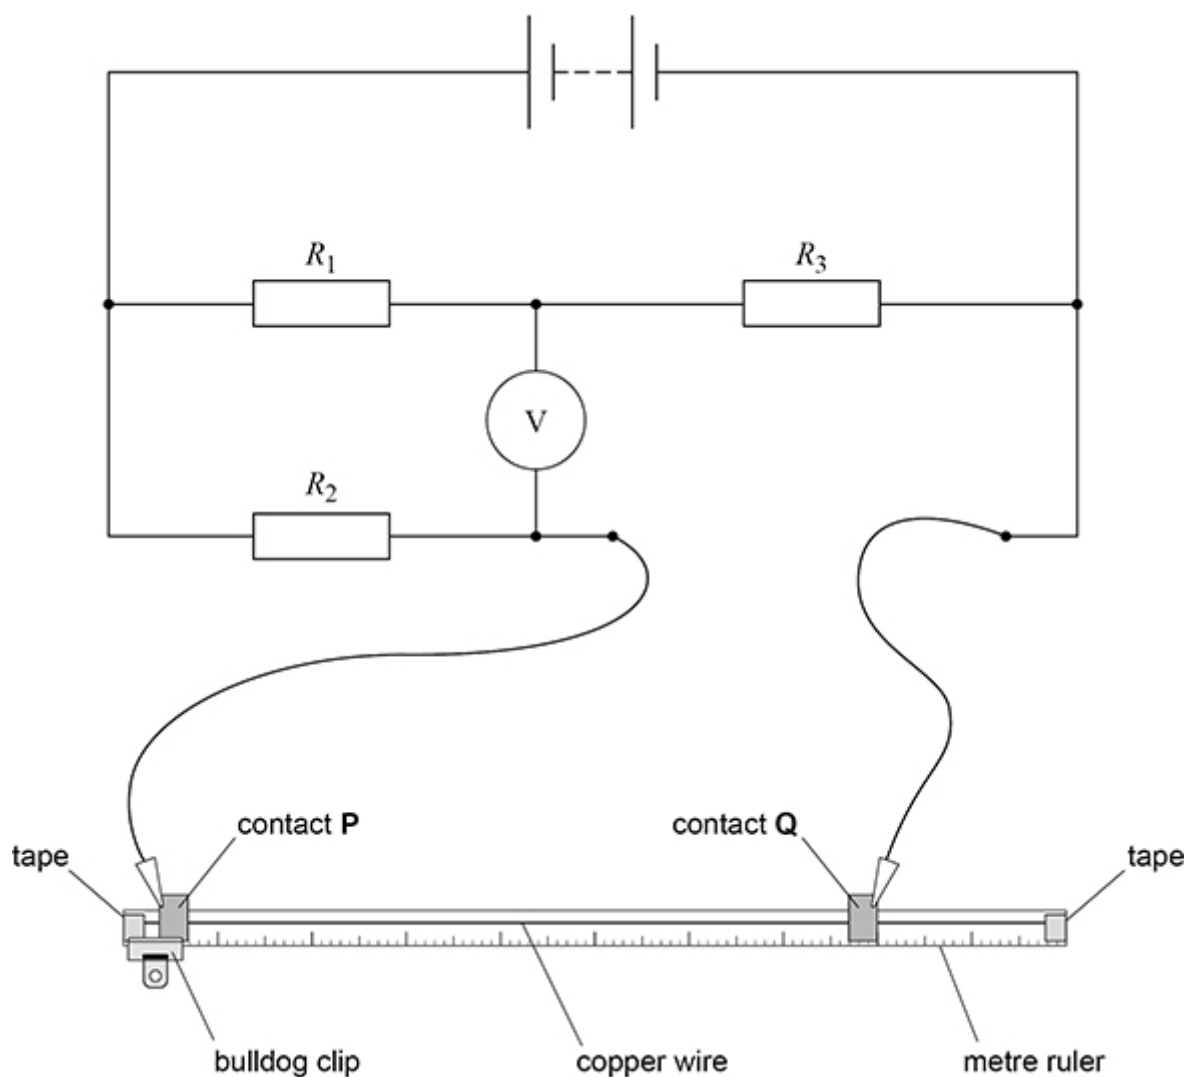 R1
R3
V
R2
contact P
contact Q
tape
tape
bulldog clip
copper wire
metre ruler